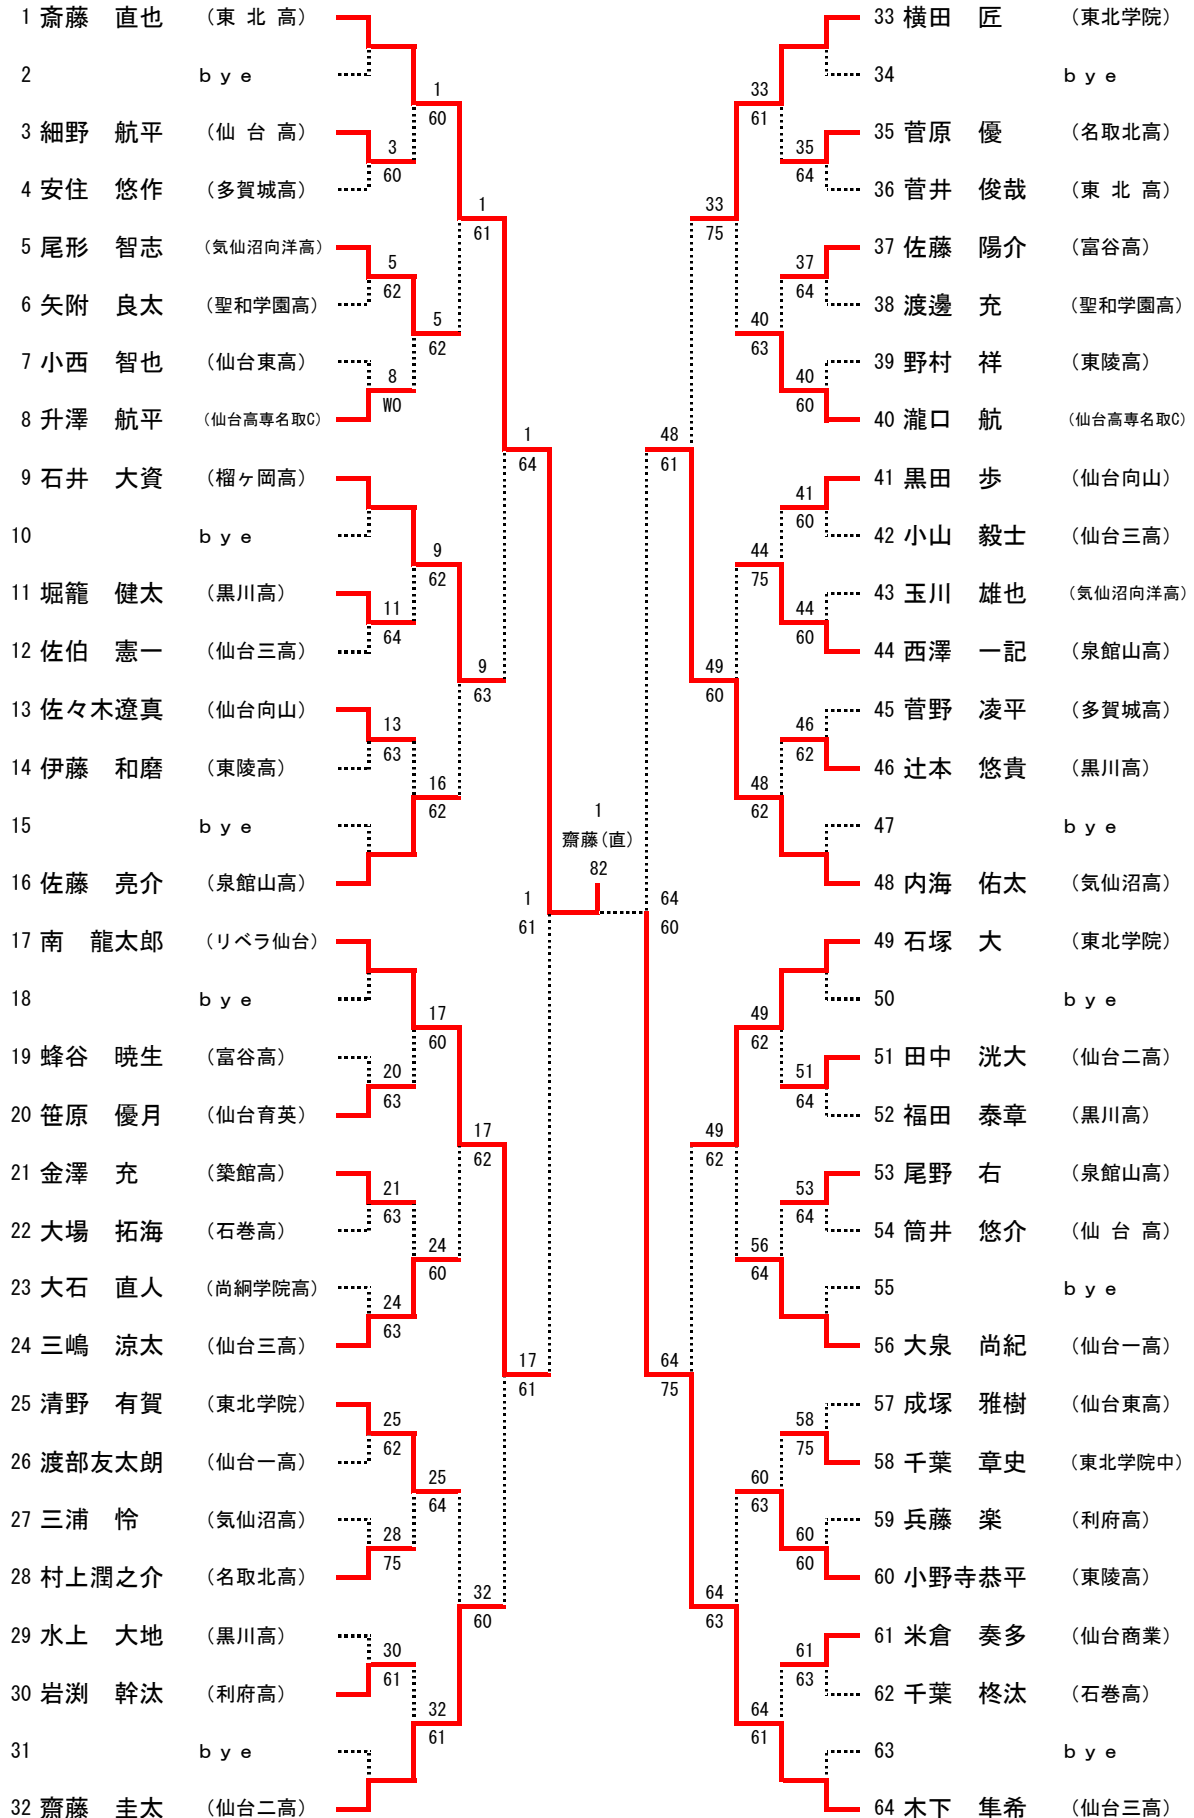 1 斎藤　直也 （東 北 高）
2 ｂｙｅ
1
60
3 細野　航平 （仙 台 高）
3
60
4 安住　悠作 （多賀城高）
1
61
5 尾形　智志 （気仙沼向洋高）
5
62
6 矢附　良太 （聖和学園高）
5
62
7 小西　智也 （仙台東高）
8
WO
8 升澤　航平 （仙台高専名取C）
1
64
9 石井　大資 （榴ヶ岡高）
10 ｂｙｅ
9
62
11 堀籠　健太 （黒川高）
11
64
12 佐伯　憲一 （仙台三高）
9
63
13 佐々木遼真 （仙台向山）
13
63
14 伊藤　和磨 （東陵高）
16
62
15 ｂｙｅ
16 佐藤　亮介 （泉館山高）
1
61
17 南　龍太郎 （リベラ仙台）
18 ｂｙｅ
17
60
19 蜂谷　暁生 （富谷高）
20
63
20 笹原　優月 （仙台育英）
17
62
21 金澤　充 （築館高）
21
63
22 大場　拓海 （石巻高）
24
60
23 大石　直人 （尚絅学院高）
24
63
24 三嶋　涼太 （仙台三高）
17
61
25 清野　有賀 （東北学院）
25
62
26 渡部友太朗 （仙台一高）
25
64
27 三浦　怜 （気仙沼高）
28
75
28 村上潤之介 （名取北高）
32
60
29 水上　大地 （黒川高）
30
61
30 岩渕　幹汰 （利府高）
32
61
31 ｂｙｅ
32 齋藤　圭太 （仙台二高）
1
齋藤(直)
82
33 横田　匠 （東北学院）
34 ｂｙｅ
33
61
35 菅原　優 （名取北高）
35
64
36 菅井　俊哉 （東 北 高）
33
75
37 佐藤　陽介 （富谷高）
37
64
38 渡邊　充 （聖和学園高）
40
63
39 野村　祥 （東陵高）
40
60
40 瀧口　航 （仙台高専名取C）
48
61
41 黒田　歩 （仙台向山）
41
60
42 小山　毅士 （仙台三高）
44
75
43 玉川　雄也 （気仙沼向洋高）
44
60
44 西澤　一記 （泉館山高）
49
60
45 菅野　凌平 （多賀城高）
46
62
46 辻本　悠貴 （黒川高）
48
62
47 ｂｙｅ
48 内海　佑太 （気仙沼高）
64
60
49 石塚　大 （東北学院）
50 ｂｙｅ
49
62
51 田中　洸大 （仙台二高）
51
64
52 福田　泰章 （黒川高）
49
62
53 尾野　右 （泉館山高）
53
64
54 筒井　悠介 （仙 台 高）
56
64
55 ｂｙｅ
56 大泉　尚紀 （仙台一高）
64
75
57 成塚　雅樹 （仙台東高）
58
75
58 千葉　章史 （東北学院中）
60
63
59 兵藤　楽 （利府高）
60
60
60 小野寺恭平 （東陵高）
64
63
61 米倉　奏多 （仙台商業）
61
63
62 千葉　柊汰 （石巻高）
64
61
63 ｂｙｅ
64 木下　隼希 （仙台三高）